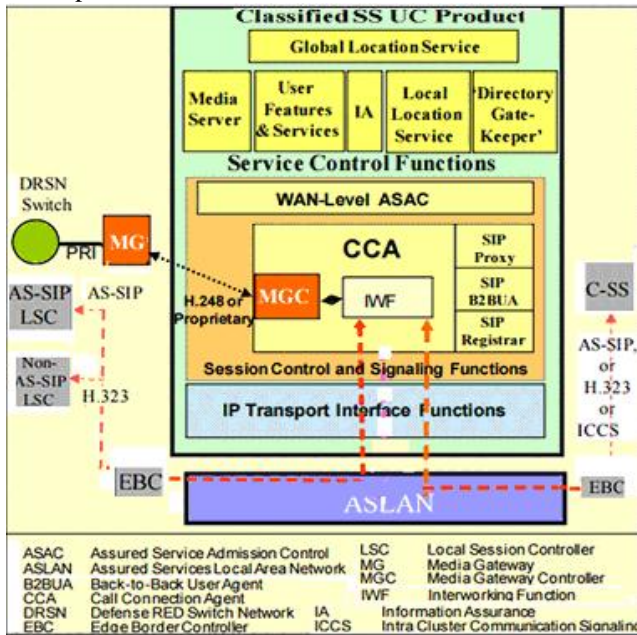 Classified SS UC Product
Global Location Service
Media
Server
User
Features
& Services
IA
Local
Location
Service
'Directory
Gate-
Keeper'
Service Control Functions
DRSN
Switch
MG
PRI
WAN-Level ASAC
CCA
SIP
Proxy
SIP
B2BUA
SIP
Registrar
MGC
IWF
H.248 or
Proprietary
AS-SIP
LSC
AS-SIP
Non-
AS-SIP
LSC
H.323
C-SS
AS-SIP,
or
H.323
or
ICCS
Session Control and Signaling Functions
IP Transport Interface Functions
EBC
EBC
ASLAN
ASAC Assured Service Admission Control
ASLAN Assured Services Local Area Network
B2BUA Back-to-Back User Agent
CCA Call Connection Agent
DRSN Defense RED Switch Network
EBC Edge Border Controller
LSC Local Session Controller
MG Media Gateway
MGC Media Gateway Controller
IWF Interworking Function
IA Information Assurance
ICCS Intra Cluster Communication Signaling